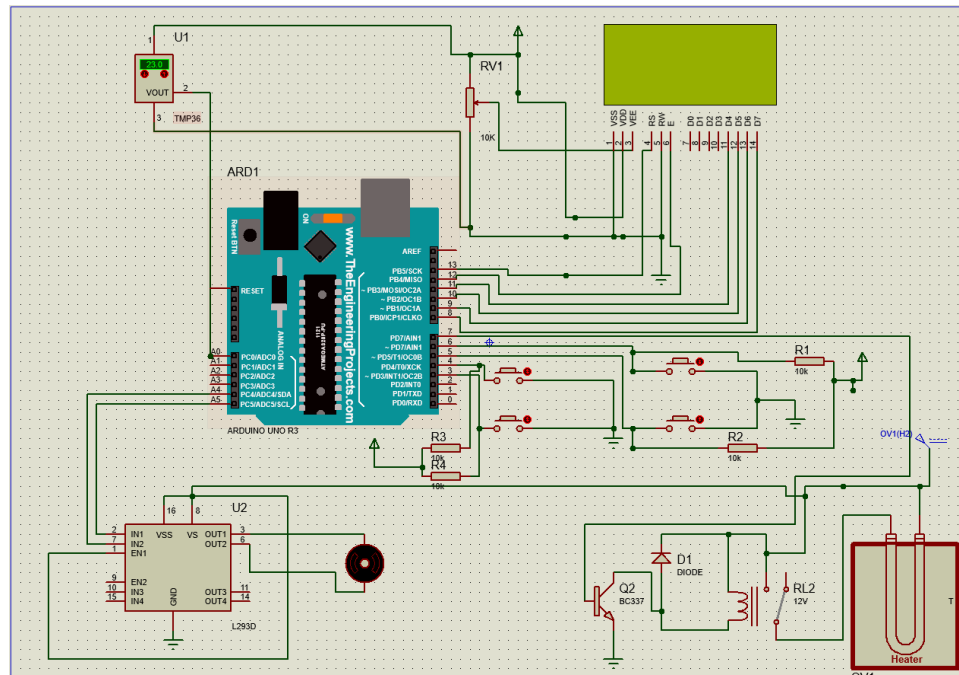 U1
1
23.0
VOUT
2
3
TMP36
RV1
10K
VSS
VDD
VEE
RS
RW
E
D0
D1
D2
D3
D4
D5
D6
D7
1
2
3
4
5
6
7
8
9
10
11
12
13
14
ARD1
Reset BTN
ON
www.TheEngineeringProjects.com
ANALOG IN
RESET
AREF
PB5/SCK
PB4/MISO
~ PB3/MOSI/OC2A
~ PB2/OC1B
~ PB1/OC1A
PB0/ICP1/CLKO
13
12
11
10
9
8
PD7/AIN1
~ PD7/AIN1
~ PD5/T1/OC0B
PD4/T0/XCK
~ PD3/INT1/OC2B
PD2/INT0
PD1/TXD
PD0/RXD
7
6
5
4
3
2
1
0
A0
A1
A2
A3
A4
A5
PC0/ADC0
PC1/ADC1
PC2/ADC2
PC3/ADC3
PC4/ADC4/SDA
PC5/ADC5/SCL
ARDUINO UNO R3
R1
10k
R2
10k
R3
10k
R4
10k
OV1(H2)
U2
16
8
VSS
VS
2
7
1
IN1
IN2
EN1
9
10
15
EN2
IN3
IN4
GND
OUT1
OUT2
3
6
OUT3
OUT4
11
14
L293D
D1
DIODE
Q2
BC337
RL2
12V
T
Heater
OV1